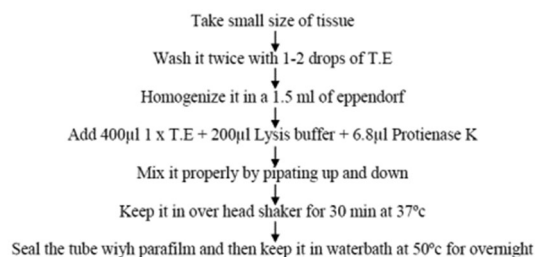 Take small size of tissue
Wash it twice with 1-2 drops of T.E
Homogenize it in a 1.5 ml of eppendorf
Add 400µl 1 x T.E + 200µl Lysis buffer + 6.8µl Protienase K
Mix it properly by pipating up and down
Keep it in over head shaker for 30 min at 37ºc
Seal the tube wiyh parafilm and then keep it in waterbath at 50ºc for overnight